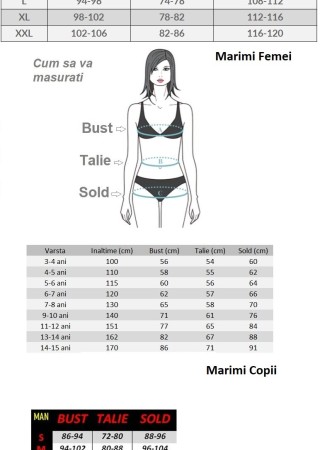 L 94-98 74-78 108-112
XL 98-102 78-82 112-116
XXL 102-106 82-86 116-120
Marimi Femei
Cum sa va
masurati
Bust
A
Talie
B
Sold
C
Varsta Inaltime (cm) Bust (cm) Talie (cm) Sold (cm)
3-4 ani 100 56 54 60
4-5 ani 110 58 55 62
5-6 ani 115 60 56 64
6-7 ani 120 62 57 66
7-8 ani 130 65 58 70
9-10 ani 140 71 61 76
11-12 ani 151 77 65 84
13-14 ani 162 82 67 88
14-15 ani 170 86 71 91
Marimi Copii
MAN BUST TALIE SOLD
S 86-94 72-80 88-96
M 94-102 80-88 96-104